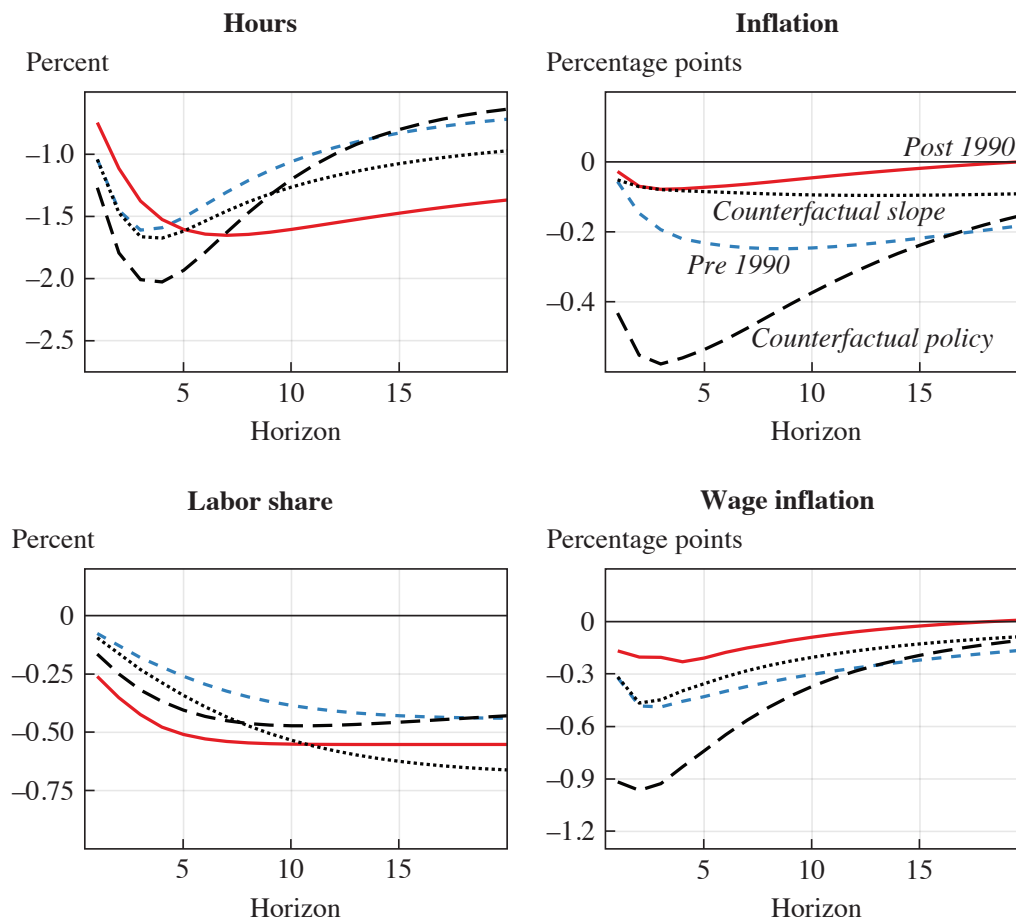 Hours
Percent
–1.0
–1.5
–2.0
–2.5
5
10
15
Horizon
Inflation
Percentage points
0
–0.2
–0.4
Post 1990
Counterfactual slope
Pre 1990
Counterfactual policy
5
10
15
Horizon
Labor share
Percent
0
–0.25
–0.50
–0.75
5
10
15
Horizon
Wage inflation
Percentage points
0
–0.3
–0.6
–0.9
–1.2
5
10
15
Horizon